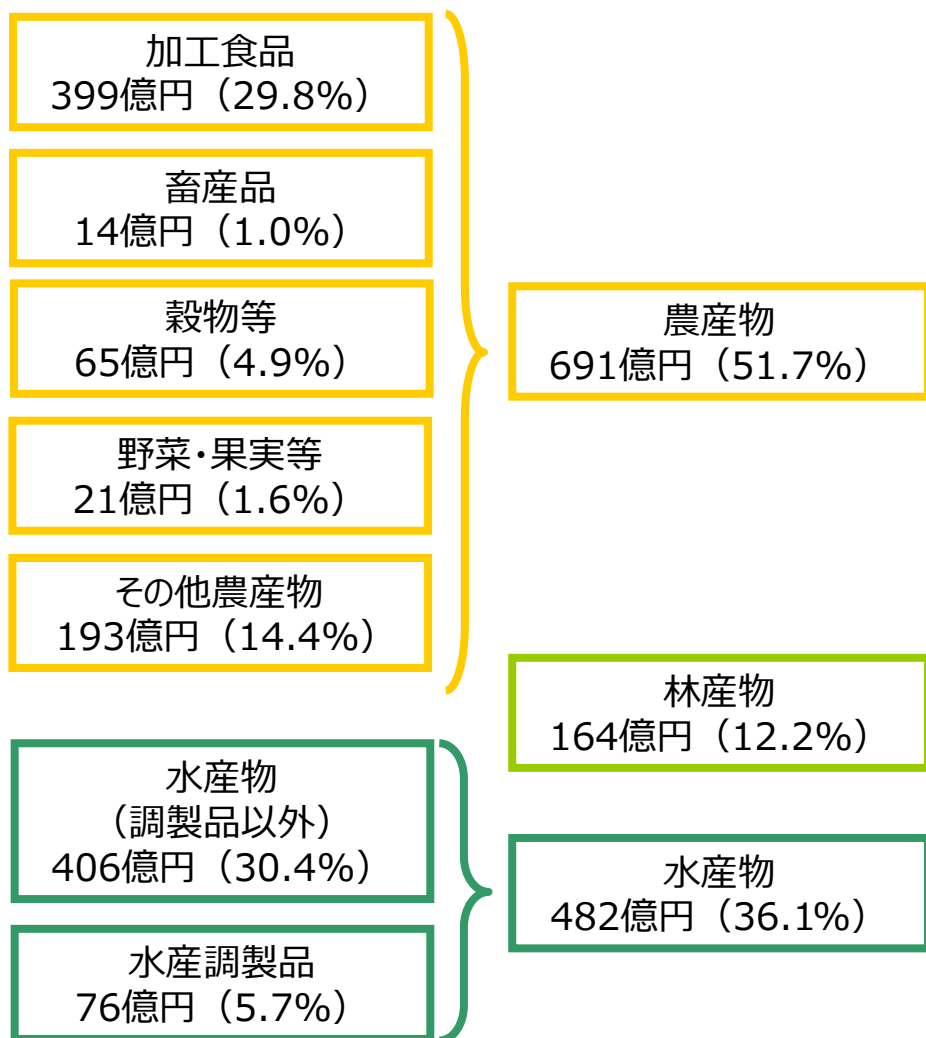 加工食品
399億円（29.8%）
畜産品
14億円（1.0%）
穀物等
65億円（4.9%）
野菜・果実等
21億円（1.6%）
その他農産物
193億円（14.4%）
農産物
691億円（51.7%）
林産物
164億円（12.2%）
水産物
（調製品以外）
406億円（30.4%）
水産調製品
76億円（5.7%）
水産物
482億円（36.1%）